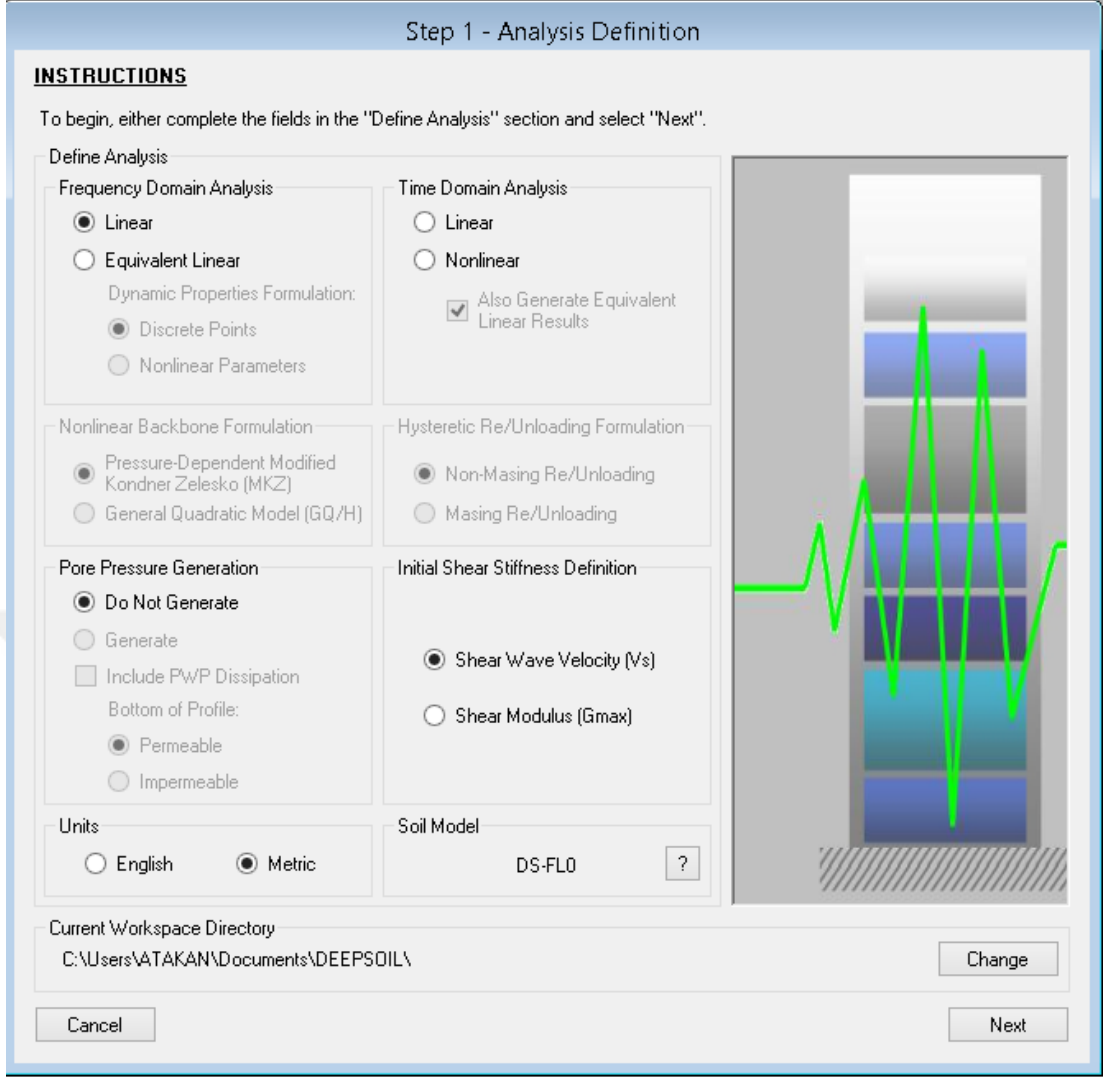 Step 1 - Analysis Definition
INSTRUCTIONS
To begin, either complete the fields in the "Define Analysis" section and select "Next".
Define Analysis
Frequency Domain Analysis
Linear
Equivalent Linear
Dynamic Properties Formulation:
Discrete Points
Nonlinear Parameters
Time Domain Analysis
Linear
Nonlinear
Also Generate Equivalent
Linear Results
Nonlinear Backbone Formulation
Pressure-Dependent Modified
Kondner Zelesko (MKZ)
General Quadratic Model (GQ/H)
Hysteretic Re/Unloading Formulation
Non-Masing Re/Unloading
Masing Re/Unloading
Pore Pressure Generation
Do Not Generate
Generate
Include PWP Dissipation
Bottom of Profile:
Permeable
Impermeable
Initial Shear Stiffness Definition
Shear Wave Velocity (Vs)
Shear Modulus (Gmax)
Units
English
Metric
Soil Model
DS-FL0
?
Current Workspace Directory
C:\Users\ATAKAN\Documents\DEEPSOIL\
Change
Cancel
Next